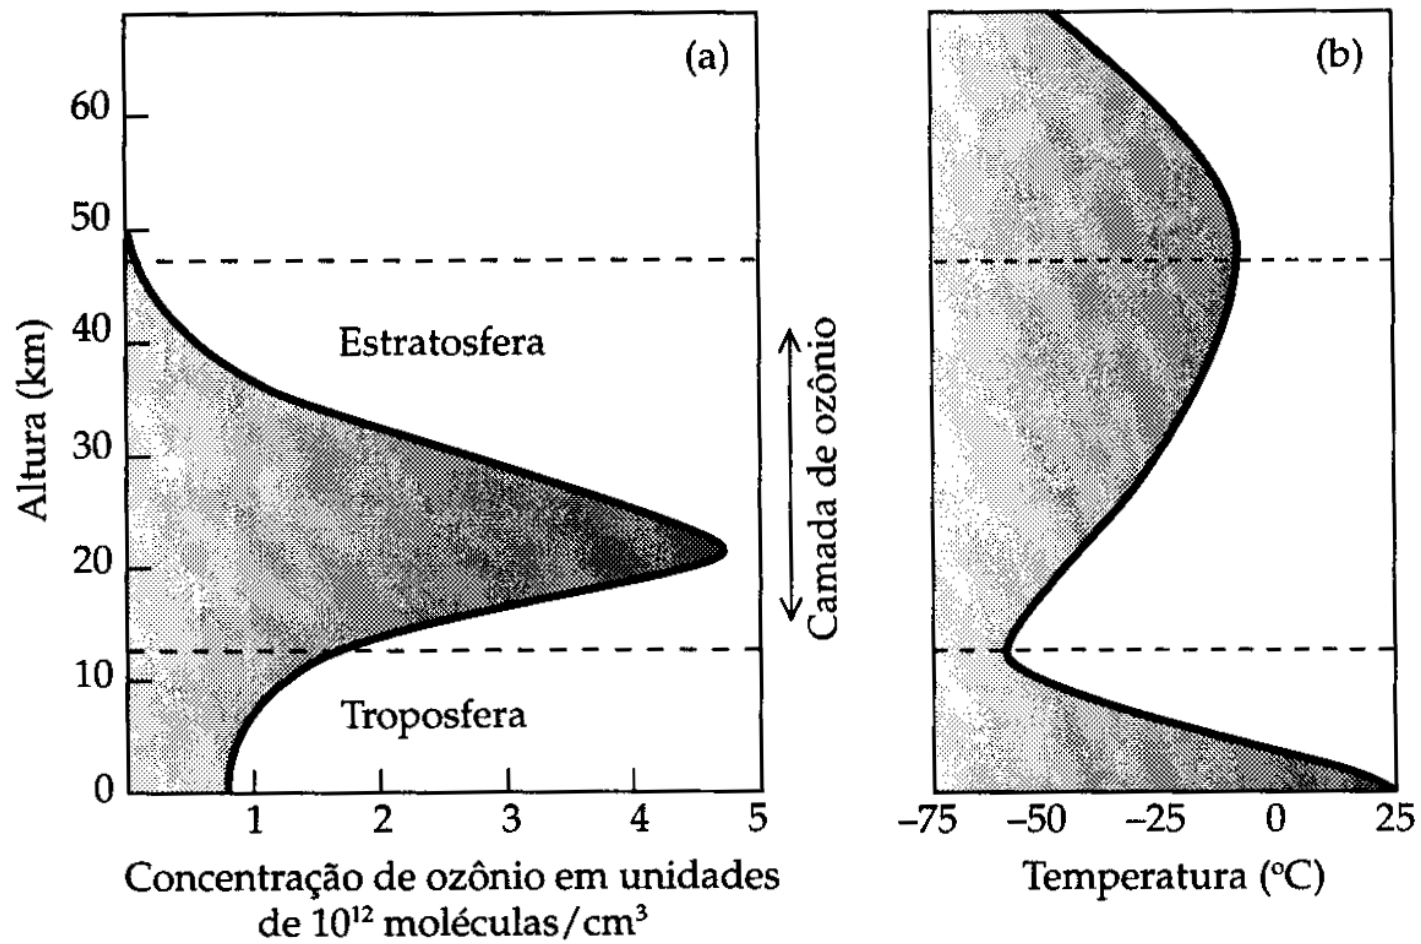 (a)
60
50
40
30
20
10
0
Altura (km)
Estratosfera
Troposfera
1 2 3 4 5
Concentração de ozônio em unidades
de 10¹² moléculas/cm³
Camada de ozônio
(b)
–75 –50 –25 0 25
Temperatura (ºC)